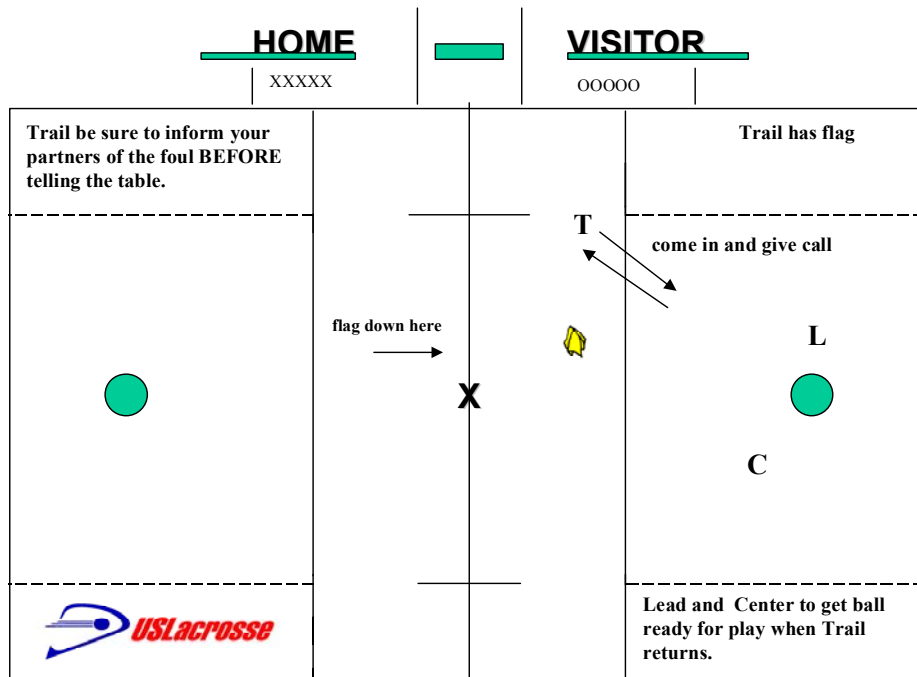 HOME
VISITOR
XXXXX
OOOOO
Trail be sure to inform your
partners of the foul BEFORE
telling the table.
Trail has flag
T
come in and give call
flag down here
L
X
C
USLacrosse
Lead and Center to get ball
ready for play when Trail
returns.